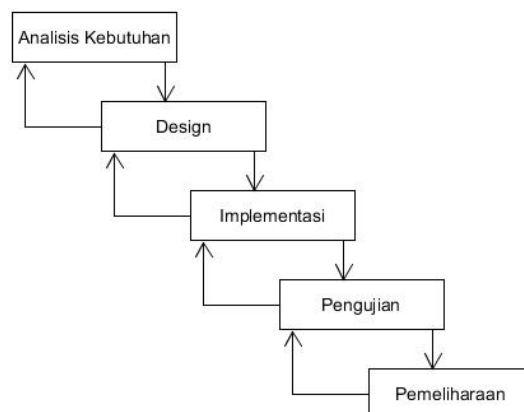 Analisis Kebutuhan
Design
Implementasi
Pengujian
Pemeliharaan